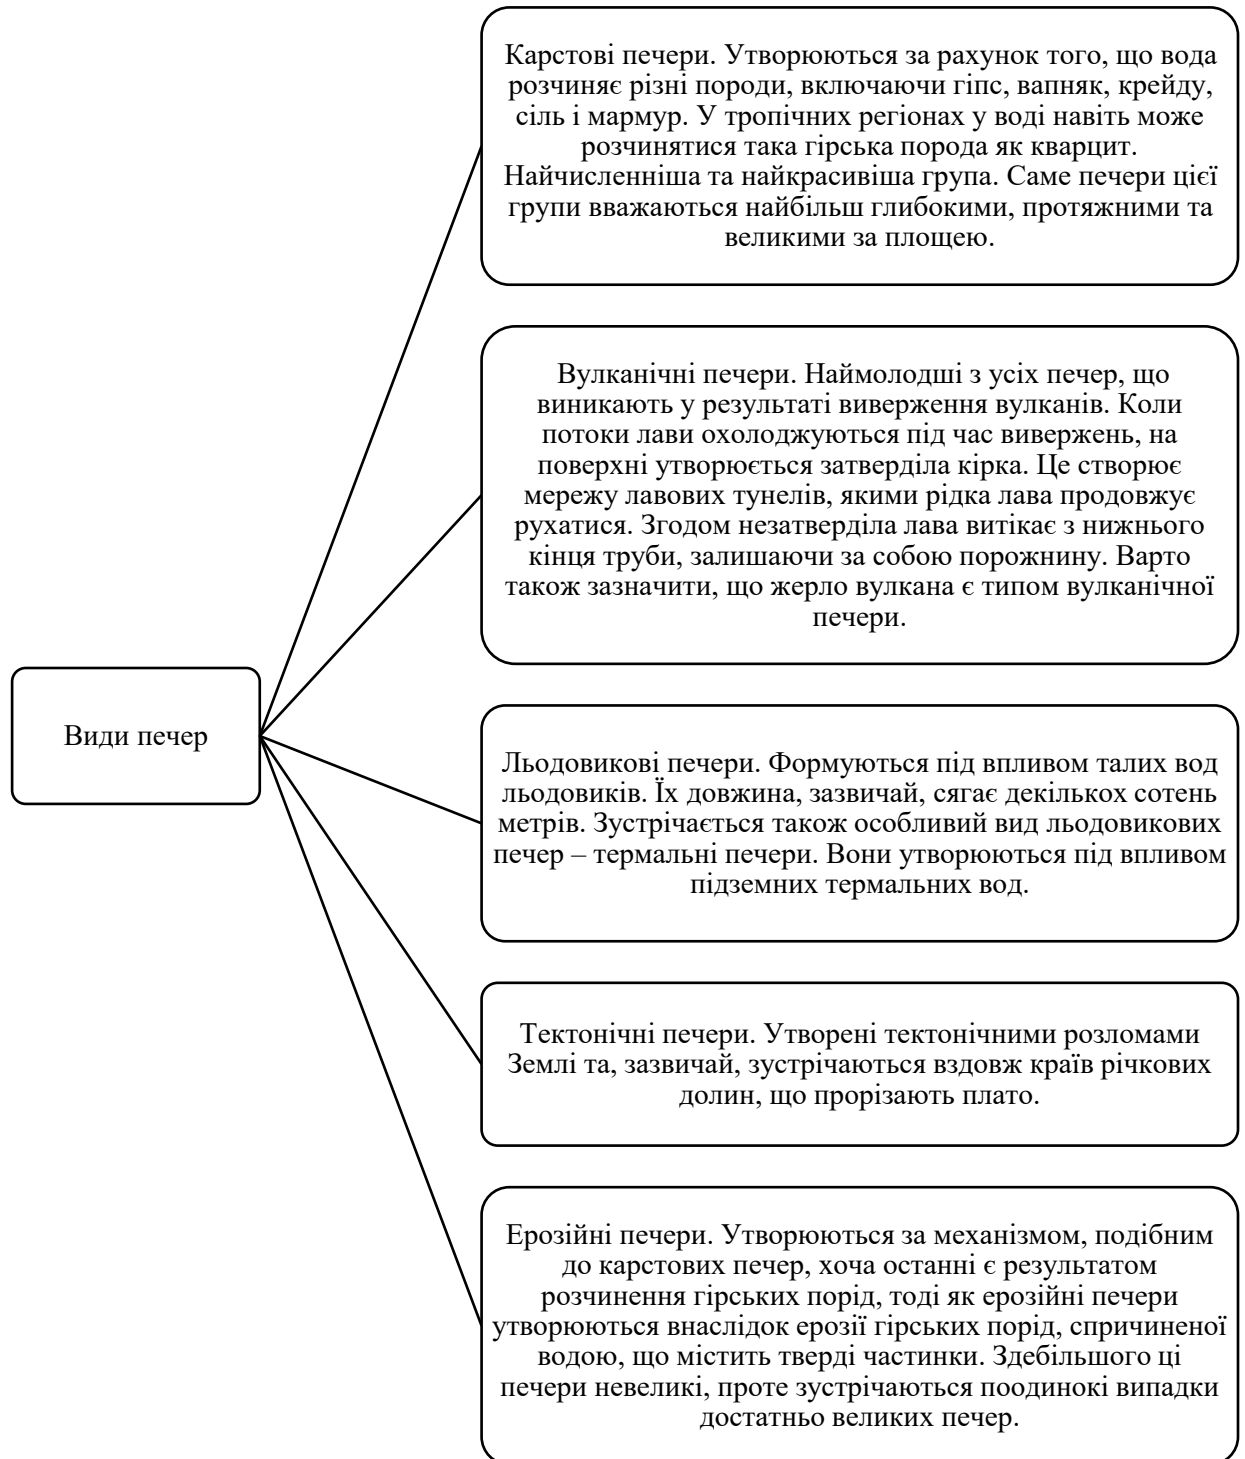 Карстові печери. Утворюються за рахунок того, що вода
розчиняє різні породи, включаючи гіпс, вапняк, крейду,
сіль і мармур. У тропічних регіонах у воді навіть може
розчинятися така гірська порода як кварцит.
Найчисленніша та найкрасивіша група. Саме печери цієї
групи вважаються найбільш глибокими, протяжними та
великими за площею.
Вулканічні печери. Наймолодші з усіх печер, що
виникають у результаті виверження вулканів. Коли
потоки лави охолоджуються під час вивержень, на
поверхні утворюється затверділа кірка. Це створює
мережу лавових тунелів, якими рідка лава продовжує
рухатися. Згодом незатверділа лава витікає з нижнього
кінця труби, залишаючи за собою порожнину. Варто
також зазначити, що жерло вулкана є типом вулканічної
печери.
Види печер
Льодовикові печери. Формуються під впливом талих вод
льодовиків. Їх довжина, зазвичай, сягає декількох сотень
метрів. Зустрічається також особливий вид льодовикових
печер – термальні печери. Вони утворюються під впливом
підземних термальних вод.
Тектонічні печери. Утворені тектонічними розломами
Землі та, зазвичай, зустрічаються вздовж країв річкових
долин, що прорізають плато.
Ерозійні печери. Утворюються за механізмом, подібним
до карстових печер, хоча останні є результатом
розчинення гірських порід, тоді як ерозійні печери
утворюються внаслідок ерозії гірських порід, спричиненої
водою, що містить тверді частинки. Здебільшого ці
печери невеликі, проте зустрічаються поодинокі випадки
достатньо великих печер.